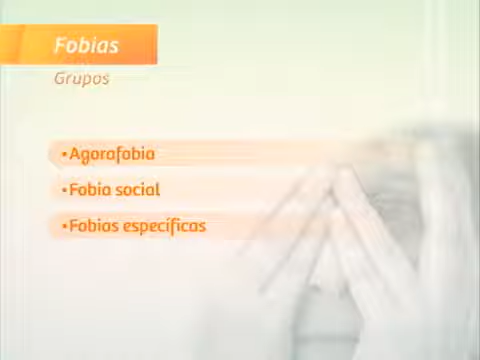 Fobias
Grupos
•Agorafobia
•Fobia social
•Fobias específicas